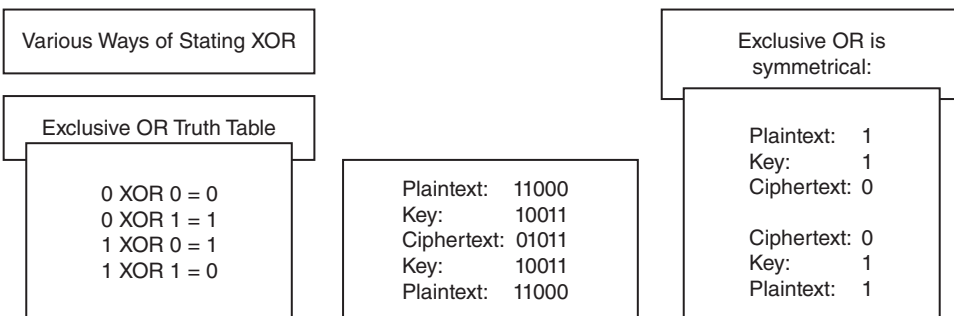 Various Ways of Stating XOR
Exclusive OR Truth Table
0 XOR 0 = 0
0 XOR 1 = 1
1 XOR 0 = 1
1 XOR 1 = 0
Plaintext: 11000
Key: 10011
Ciphertext: 01011
Key: 10011
Plaintext: 11000
Exclusive OR is
symmetrical:
Plaintext: 1
Key: 1
Ciphertext: 0
Ciphertext: 0
Key: 1
Plaintext: 1